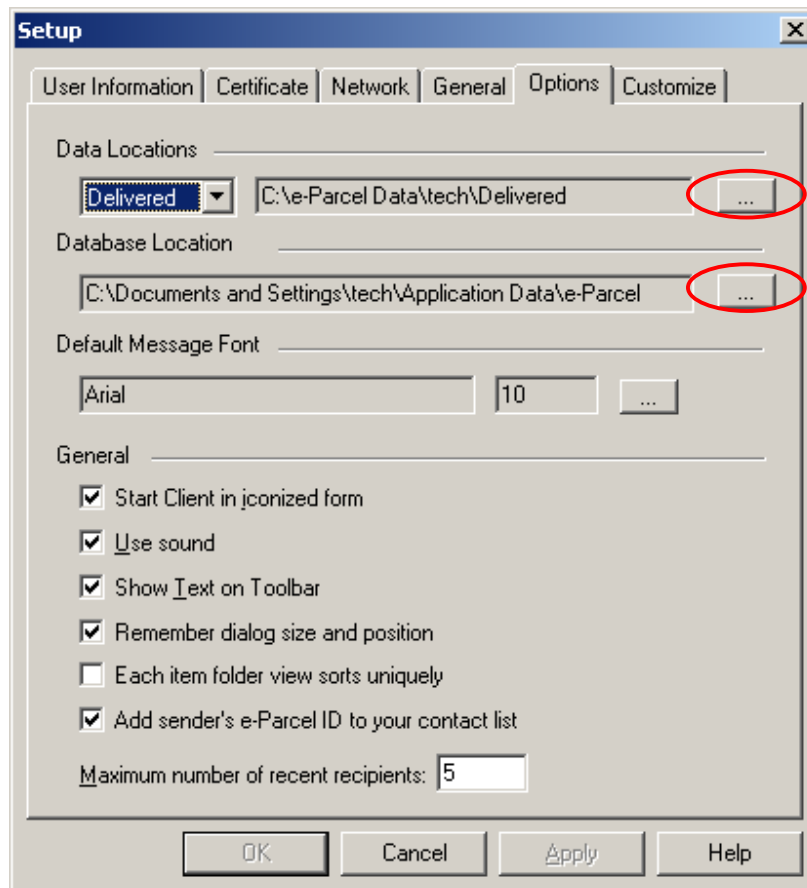 Setup
User Information Certificate Network General Options Customize
Data Locations
Delivered C:\e-Parcel Data\tech\Delivered ...
Database Location
C:\Documents and Settings\tech\Application Data\e-Parcel ...
Default Message Font
Arial 10 ...
General
Start Client in iconized form
Use sound
Show Text on Toolbar
Remember dialog size and position
Each item folder view sorts uniquely
Add sender's e-Parcel ID to your contact list
Maximum number of recent recipients: 5
OK Cancel Apply Help